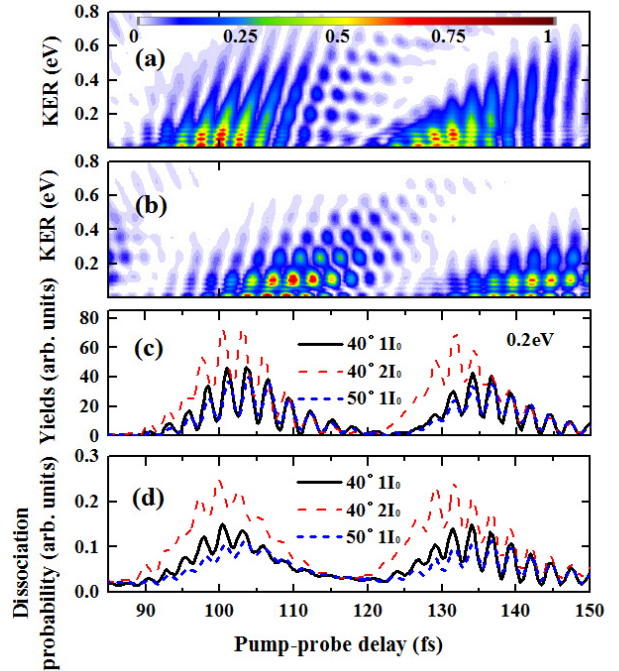 0 0.25 0.5 0.75 1
0.8
0.6
0.4
0.2
KER (eV)
(a)
0.8
0.6
0.4
0.2
KER (eV)
(b)
80
60
40
20
0
Yields (arb. units)
(c)
40° 1I₀
40° 2I₀
50° 1I₀
0.2eV
0.3
0.2
0.1
0.0
Dissociation
probability (arb. units)
(d)
40° 1I₀
40° 2I₀
50° 1I₀
90 100 110 120 130 140 150
Pump-probe delay (fs)